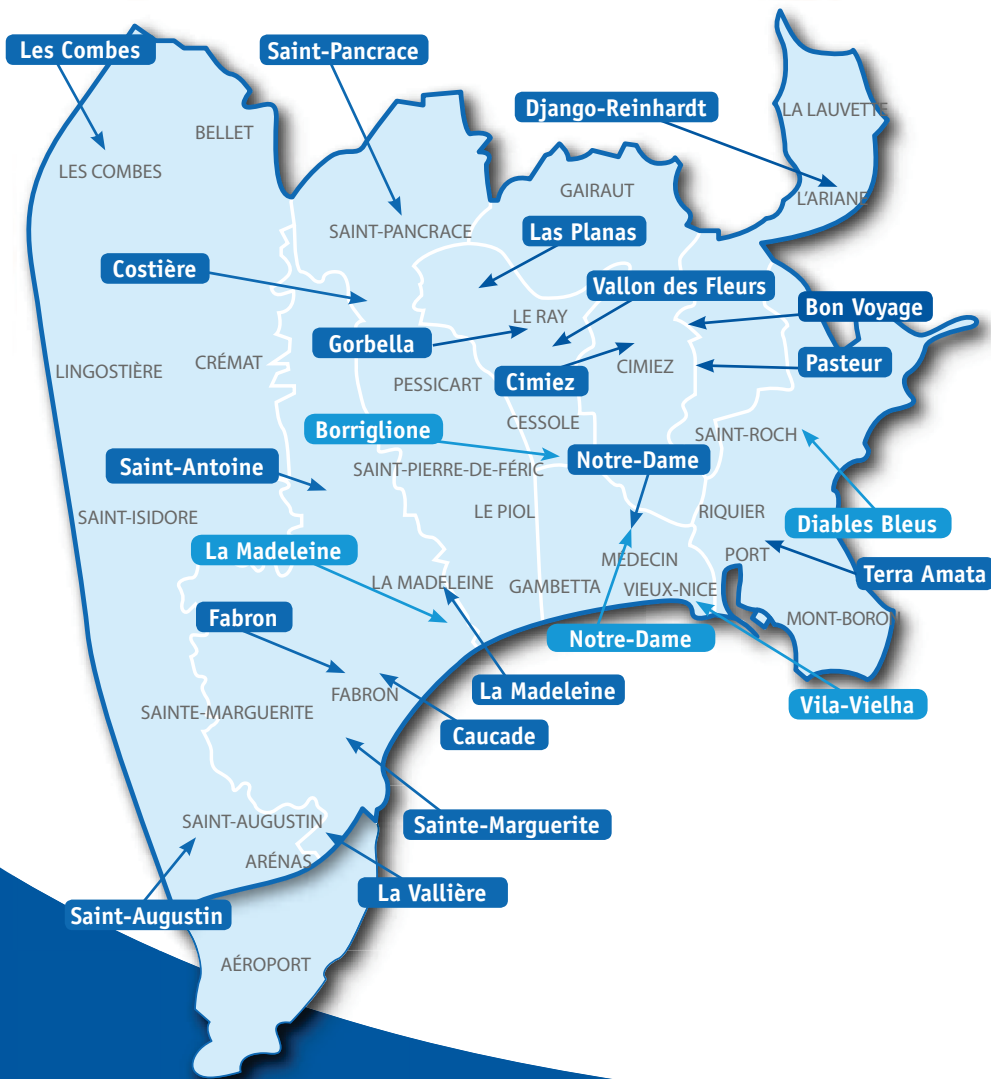 Les Combes
Saint-Pancrace
Django-Reinhardt
LA LAUVETTE
BELLET
LES COMBES
GAIRAUT
L'ARIANE
SAINT-PANCRACE
Las Planas
Costière
Vallon des Fleurs
Bon Voyage
LE RAY
Gorbella
CRÉMAT
LINGOSTIÈRE
CIMIEZ
Pasteur
PESSICART
Cimiez
CESSOLE
Borriglione
SAINT-ROCH
Saint-Antoine
SAINT-PIERRE-DE-FÉRIC
Notre-Dame
LE PIOL
RIQUIER
SAINT-ISIDORE
Diables Bleus
La Madeleine
MEDECIN
PORT
Terra Amata
LA MADELEINE
GAMBETTA
VIEUX-NICE
Fabron
MONT-BORON
Notre-Dame
FABRON
La Madeleine
Vila-Vielha
SAINTE-MARGUERITE
Caucade
SAINT-AUGUSTIN
Sainte-Marguerite
ARÉNAS
La Vallière
Saint-Augustin
AÉROPORT